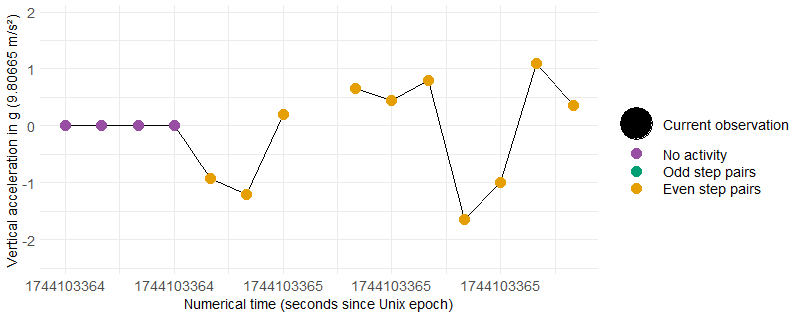 Vertical acceleration in g (9.80665 m/s²)
2
1
0
-1
-2
1744103364
1744103364
1744103365
1744103365
1744103365
Numerical time (seconds since Unix epoch)
Current observation
No activity
Odd step pairs
Even step pairs